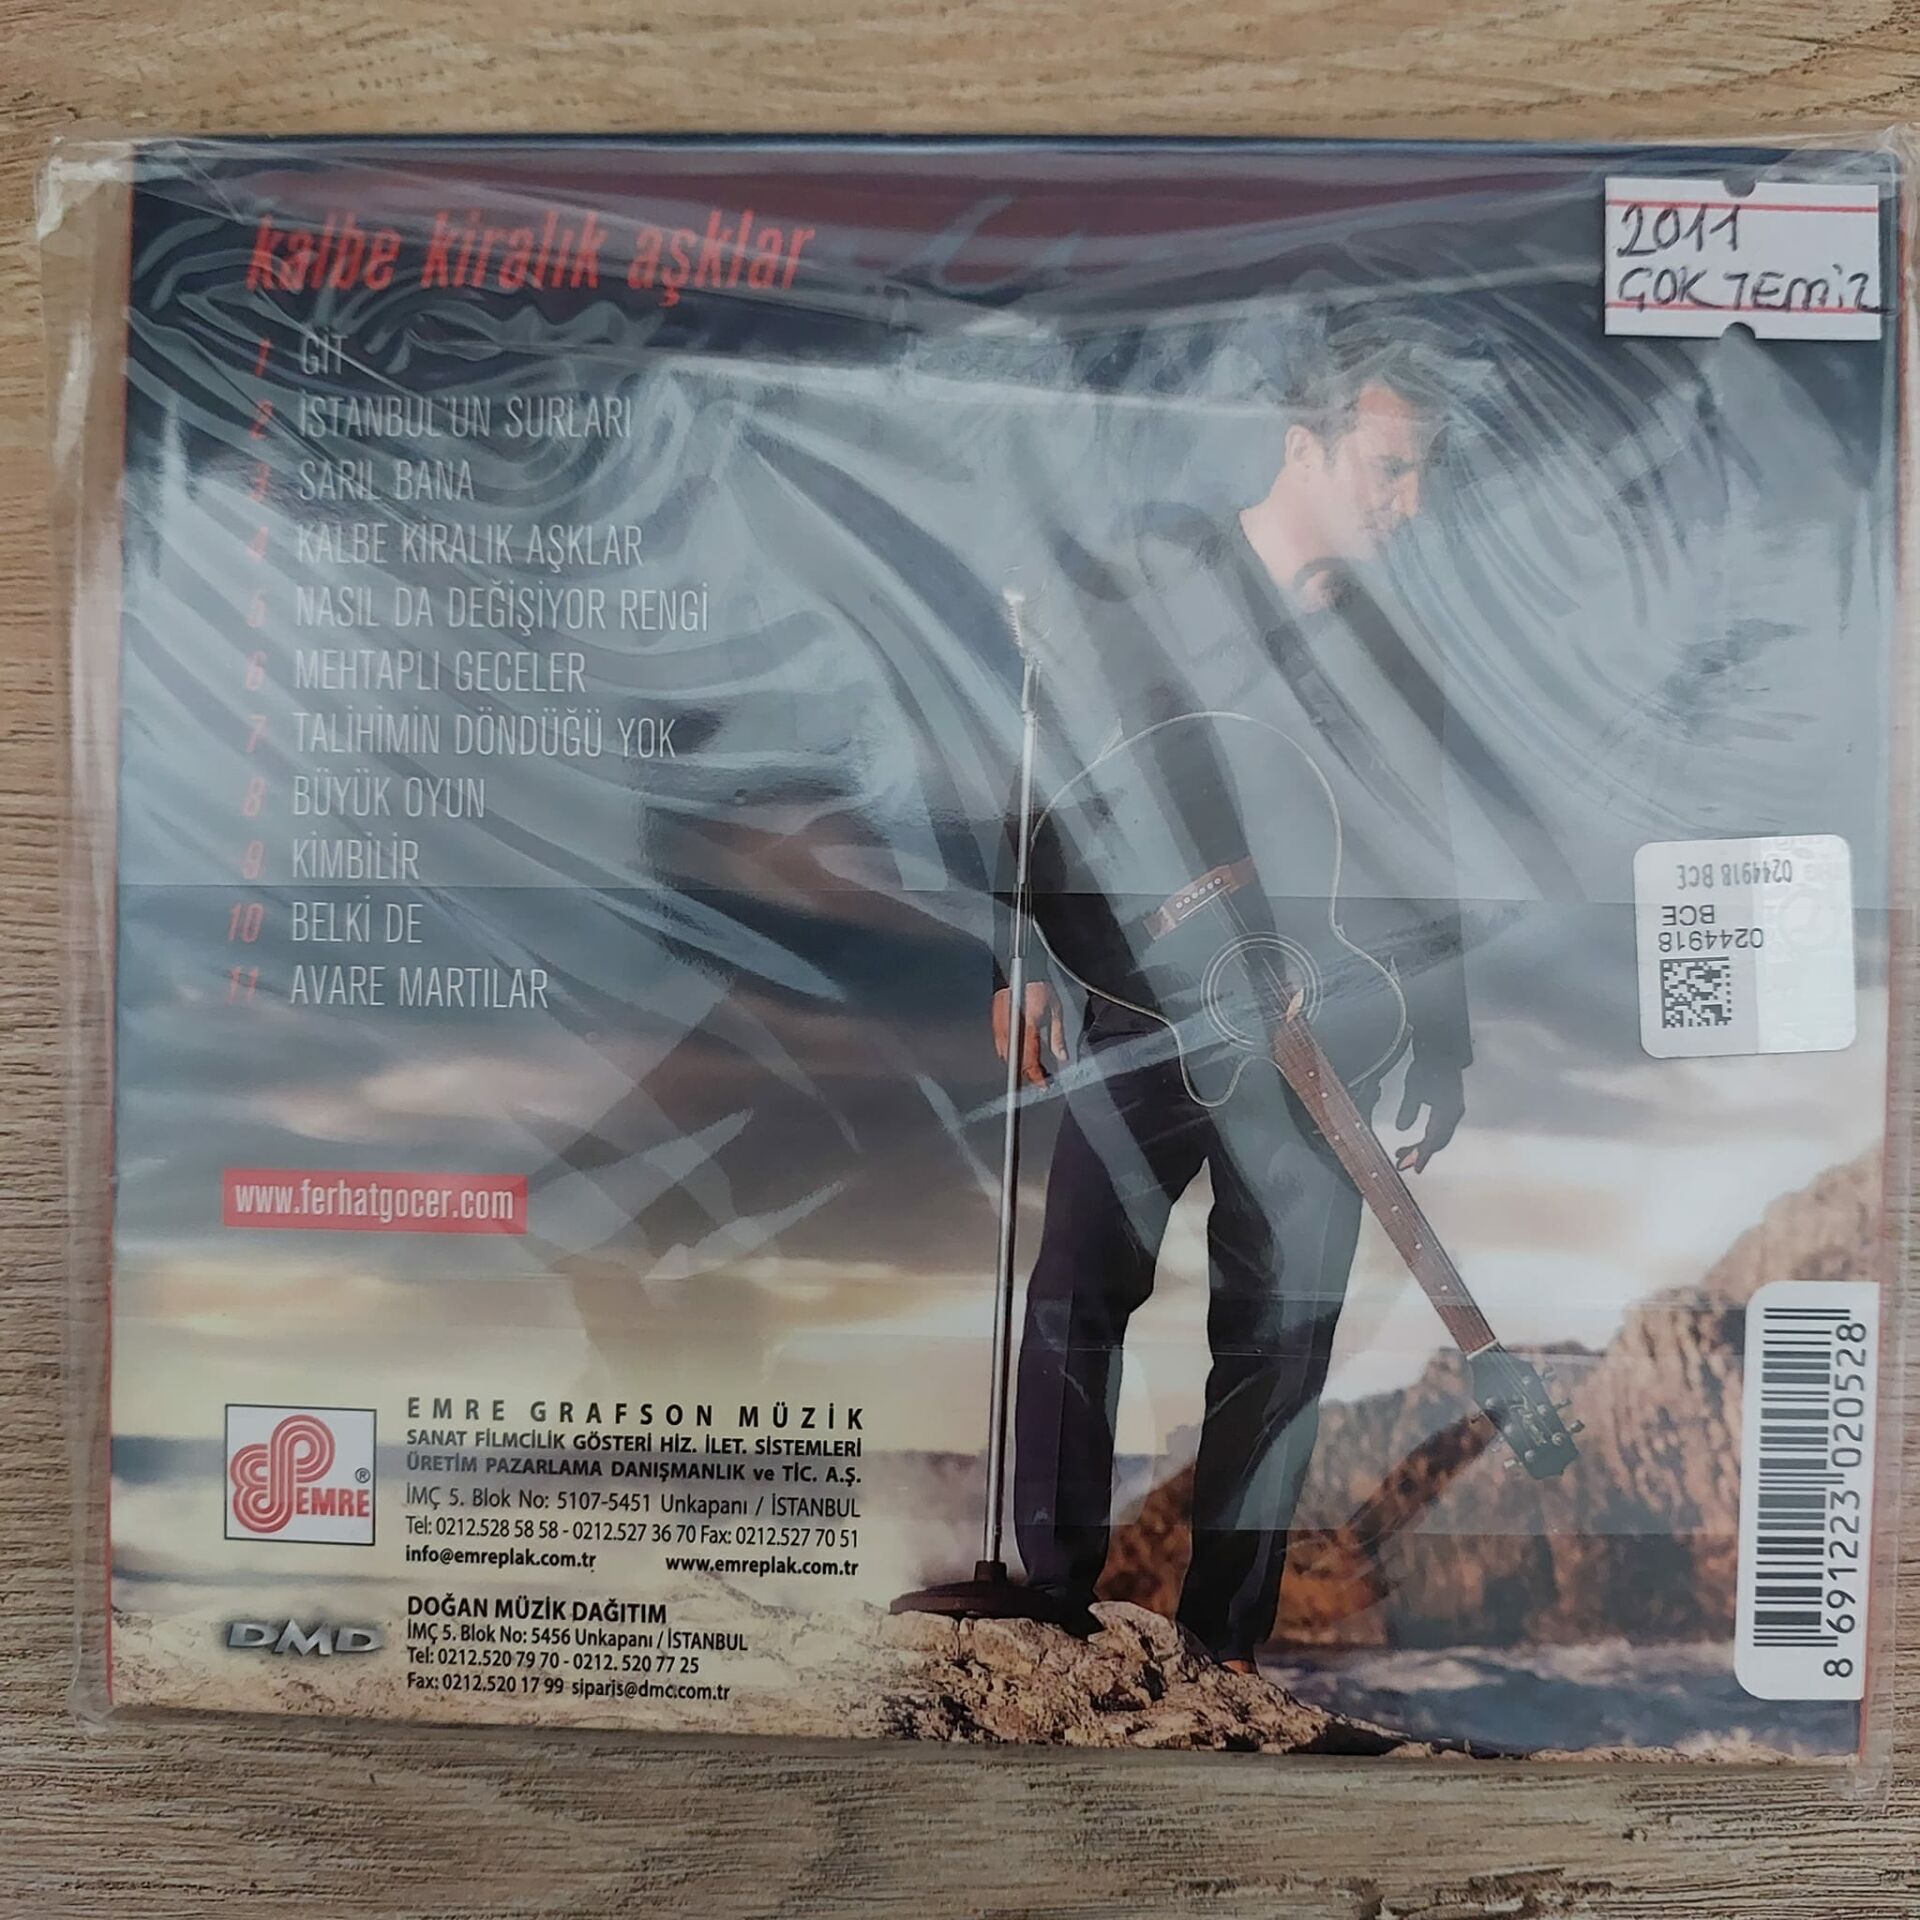 kalbe kiralık aşklar
2011
ÇOK TEMİZ
1 GİT
2 İSTANBUL'UN SURLARI
3 SARIL BANA
4 KALBE KİRALIK AŞKLAR
5 NASIL DA DEĞİŞİYOR RENGİ
6 MEHTAPLI GECELER
7 TALİHİMİN DÖNDÜĞÜ YOK
8 BÜYÜK OYUN
9 KİMBİLİR
10 BELKİ DE
11 AVARE MARTILAR
0244918 BCE
0244918
BCE
www.ferhatgocer.com
EMRE®
EMRE GRAFSON MÜZİK
SANAT FİLMCİLİK GÖSTERİ HİZ. İLET. SİSTEMLERİ
ÜRETİM PAZARLAMA DANIŞMANLIK ve TİC. A.Ş.
İMÇ 5. Blok No: 5107-5451 Unkapanı / İSTANBUL
Tel: 0212.528 58 58 - 0212.527 36 70 Fax: 0212.527 70 51
info@emreplak.com.tr www.emreplak.com.tr
DMD
DOĞAN MÜZİK DAĞITIM
İMÇ 5. Blok No: 5456 Unkapanı / İSTANBUL
Tel: 0212.520 79 70 - 0212. 520 77 25
Fax: 0212.520 17 99 siparis@dmc.com.tr
8 691223 020528